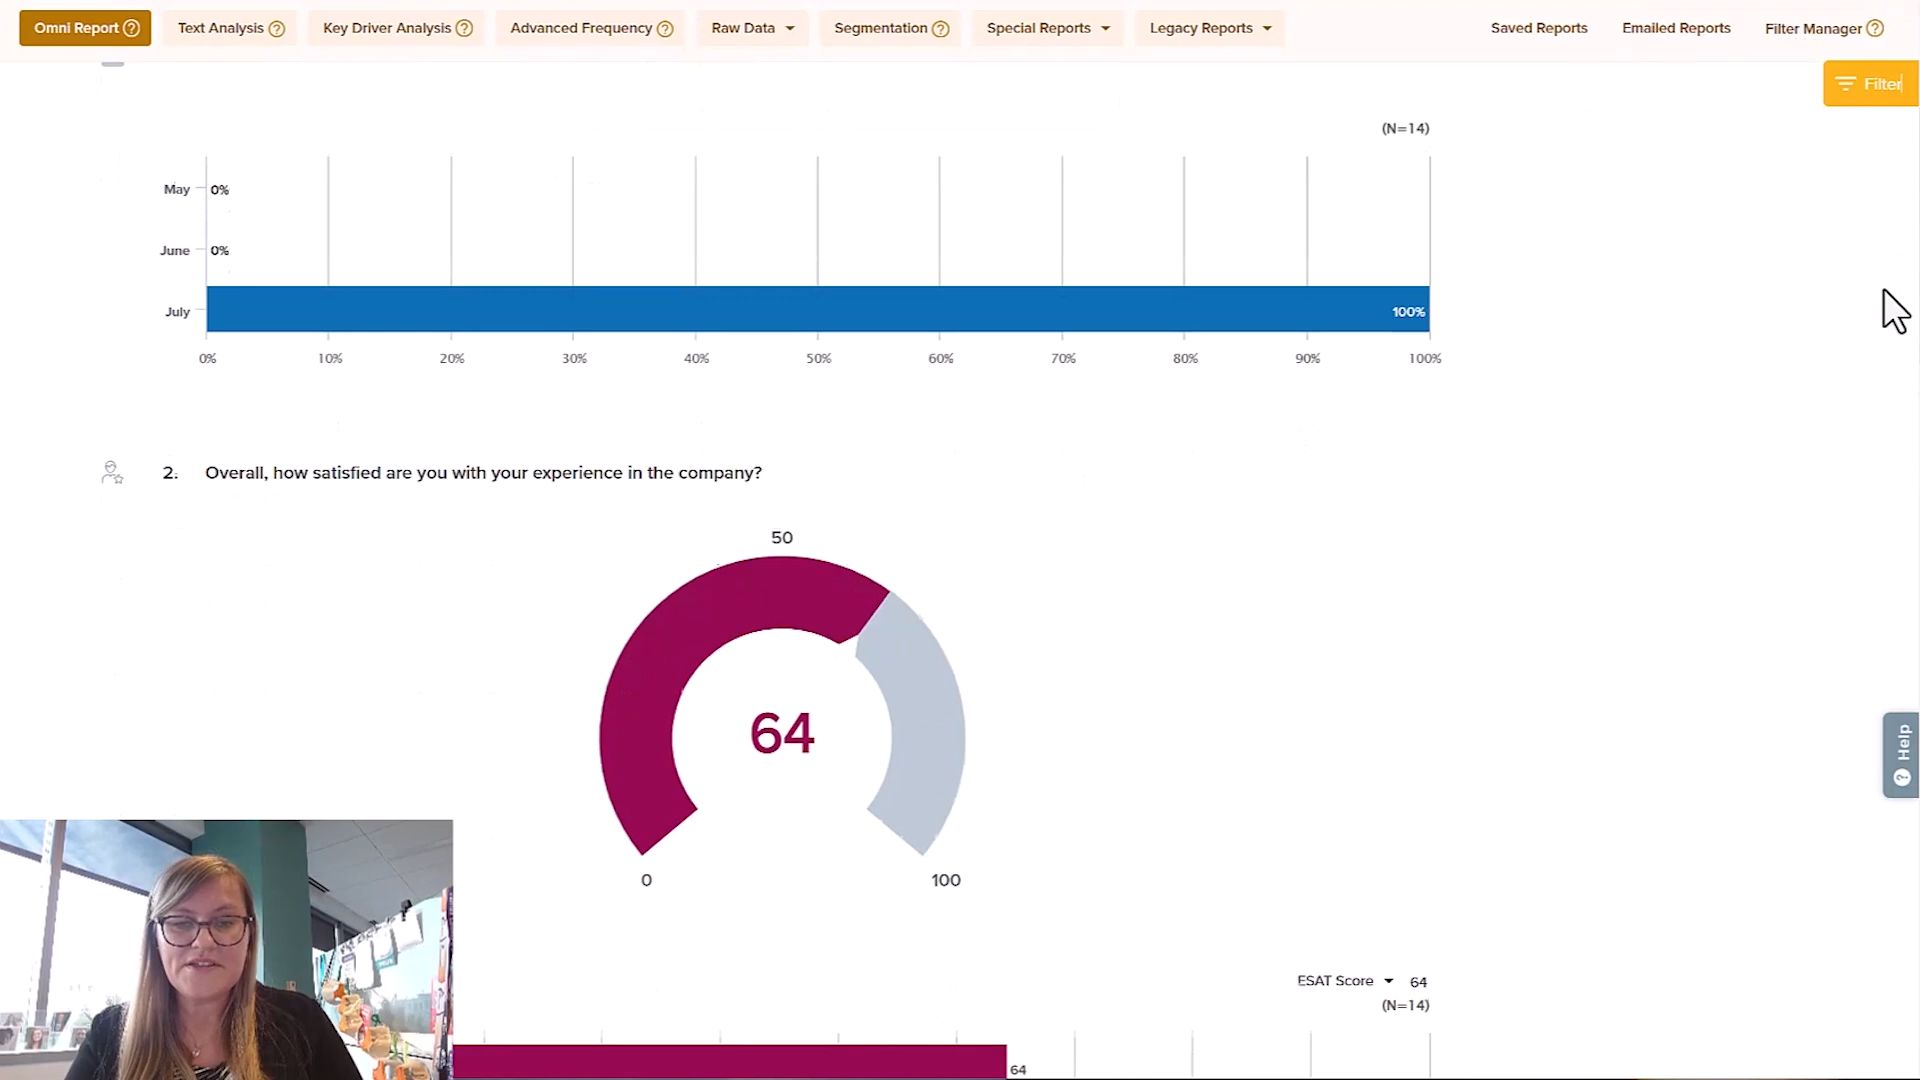 Omni Report ?
Text Analysis ?
Key Driver Analysis ?
Advanced Frequency ?
Raw Data
Segmentation ?
Special Reports
Legacy Reports
Saved Reports
Emailed Reports
Filter Manager ?
Filter
(N=14)
May 0%
June 0%
July 100%
0% 10% 20% 30% 40% 50% 60% 70% 80% 90% 100%
2. Overall, how satisfied are you with your experience in the company?
50
64
0 100
? Help
ESAT Score 64
(N=14)
64